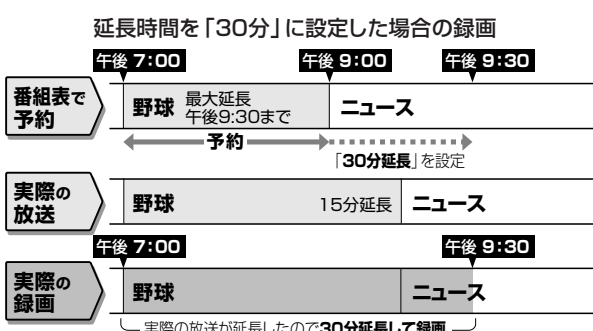 延長時間を「30分」に設定した場合の録画
午後 7:00
午後 9:00
午後 9:30
番組表で
予約
野球
最大延長
午後9:30まで
ニュース
予約
「30分延長」を設定
実際の
放送
野球
15分延長
ニュース
午後 7:00
午後 9:30
実際の
録画
野球
ニュース
実際の放送が延長したので30分延長して録画